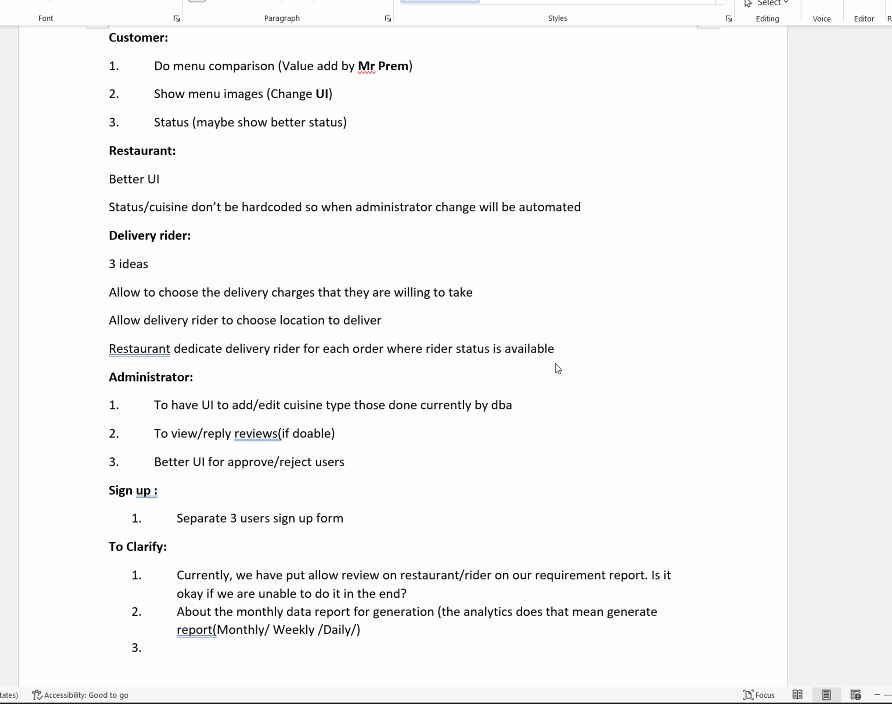 Select
Font
Paragraph
Styles
Editing
Voice
Editor
Customer:
1. Do menu comparison (Value add by Mr Prem)
2. Show menu images (Change UI)
3. Status (maybe show better status)
Restaurant:
Better UI
Status/cuisine don’t be hardcoded so when administrator change will be automated
Delivery rider:
3 ideas
Allow to choose the delivery charges that they are willing to take
Allow delivery rider to choose location to deliver
Restaurant dedicate delivery rider for each order where rider status is available
Administrator:
1. To have UI to add/edit cuisine type those done currently by dba
2. To view/reply reviews(if doable)
3. Better UI for approve/reject users
Sign up :
1. Separate 3 users sign up form
To Clarify:
1. Currently, we have put allow review on restaurant/rider on our requirement report. Is it
okay if we are unable to do it in the end?
2. About the monthly data report for generation (the analytics does that mean generate
report(Monthly/ Weekly /Daily/)
3.
tates) Accessibility: Good to go
Focus